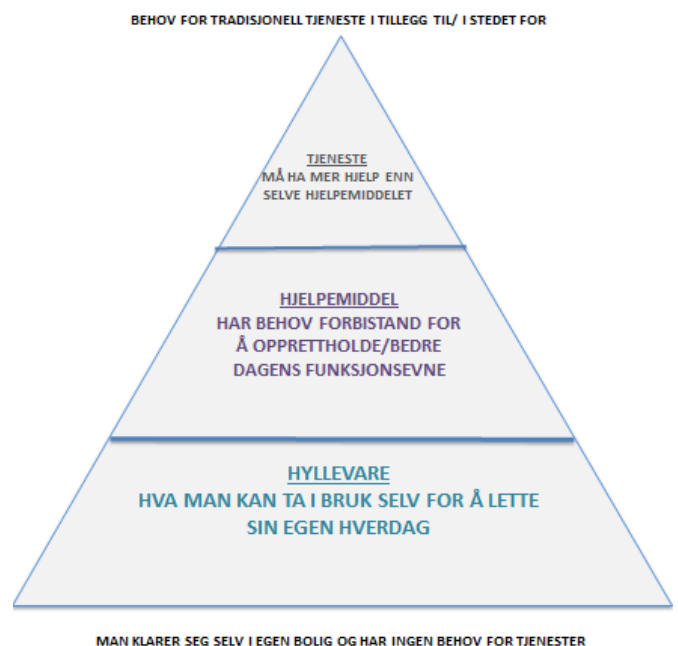 BEHOV FOR TRADISJONELL TJENESTE I TILLEGG TIL/ I STEDET FOR
TJENESTE
MÅ HA MER HJELP ENN
SELVE HJELPEMIDDELET
HJELPEMIDDEL
HAR BEHOV FORBISTAND FOR
Å OPPRETTHOLDE/BEDRE
DAGENS FUNKSJONSEVNE
HYLLEVARE
HVA MAN KAN TA I BRUK SELV FOR Å LETTE
SIN EGEN HVERDAG
MAN KLARER SEG SELV I EGEN BOLIG OG HAR INGEN BEHOV FOR TJENESTER